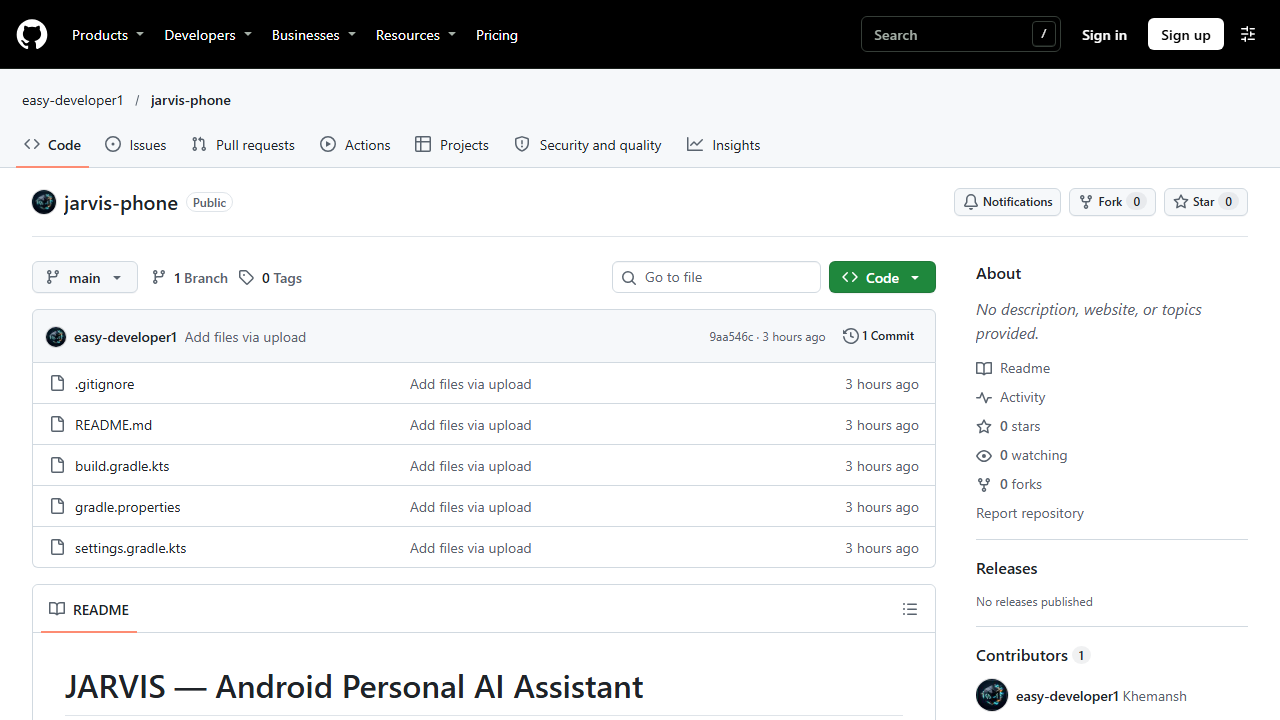 Products Developers Businesses Resources Pricing Search / Sign in Sign up
easy-developer1 / jarvis-phone
Code Issues Pull requests Actions Projects Security and quality Insights
jarvis-phone Public Notifications Fork 0 Star 0
main 1 Branch 0 Tags Go to file Code
easy-developer1 Add files via upload 9aa546c · 3 hours ago 1 Commit
.gitignore Add files via upload 3 hours ago
README.md Add files via upload 3 hours ago
build.gradle.kts Add files via upload 3 hours ago
gradle.properties Add files via upload 3 hours ago
settings.gradle.kts Add files via upload 3 hours ago
README
JARVIS — Android Personal AI Assistant
About
No description, website, or topics
provided.
Readme
Activity
0 stars
0 watching
0 forks
Report repository
Releases
No releases published
Contributors 1
easy-developer1 Khemansh